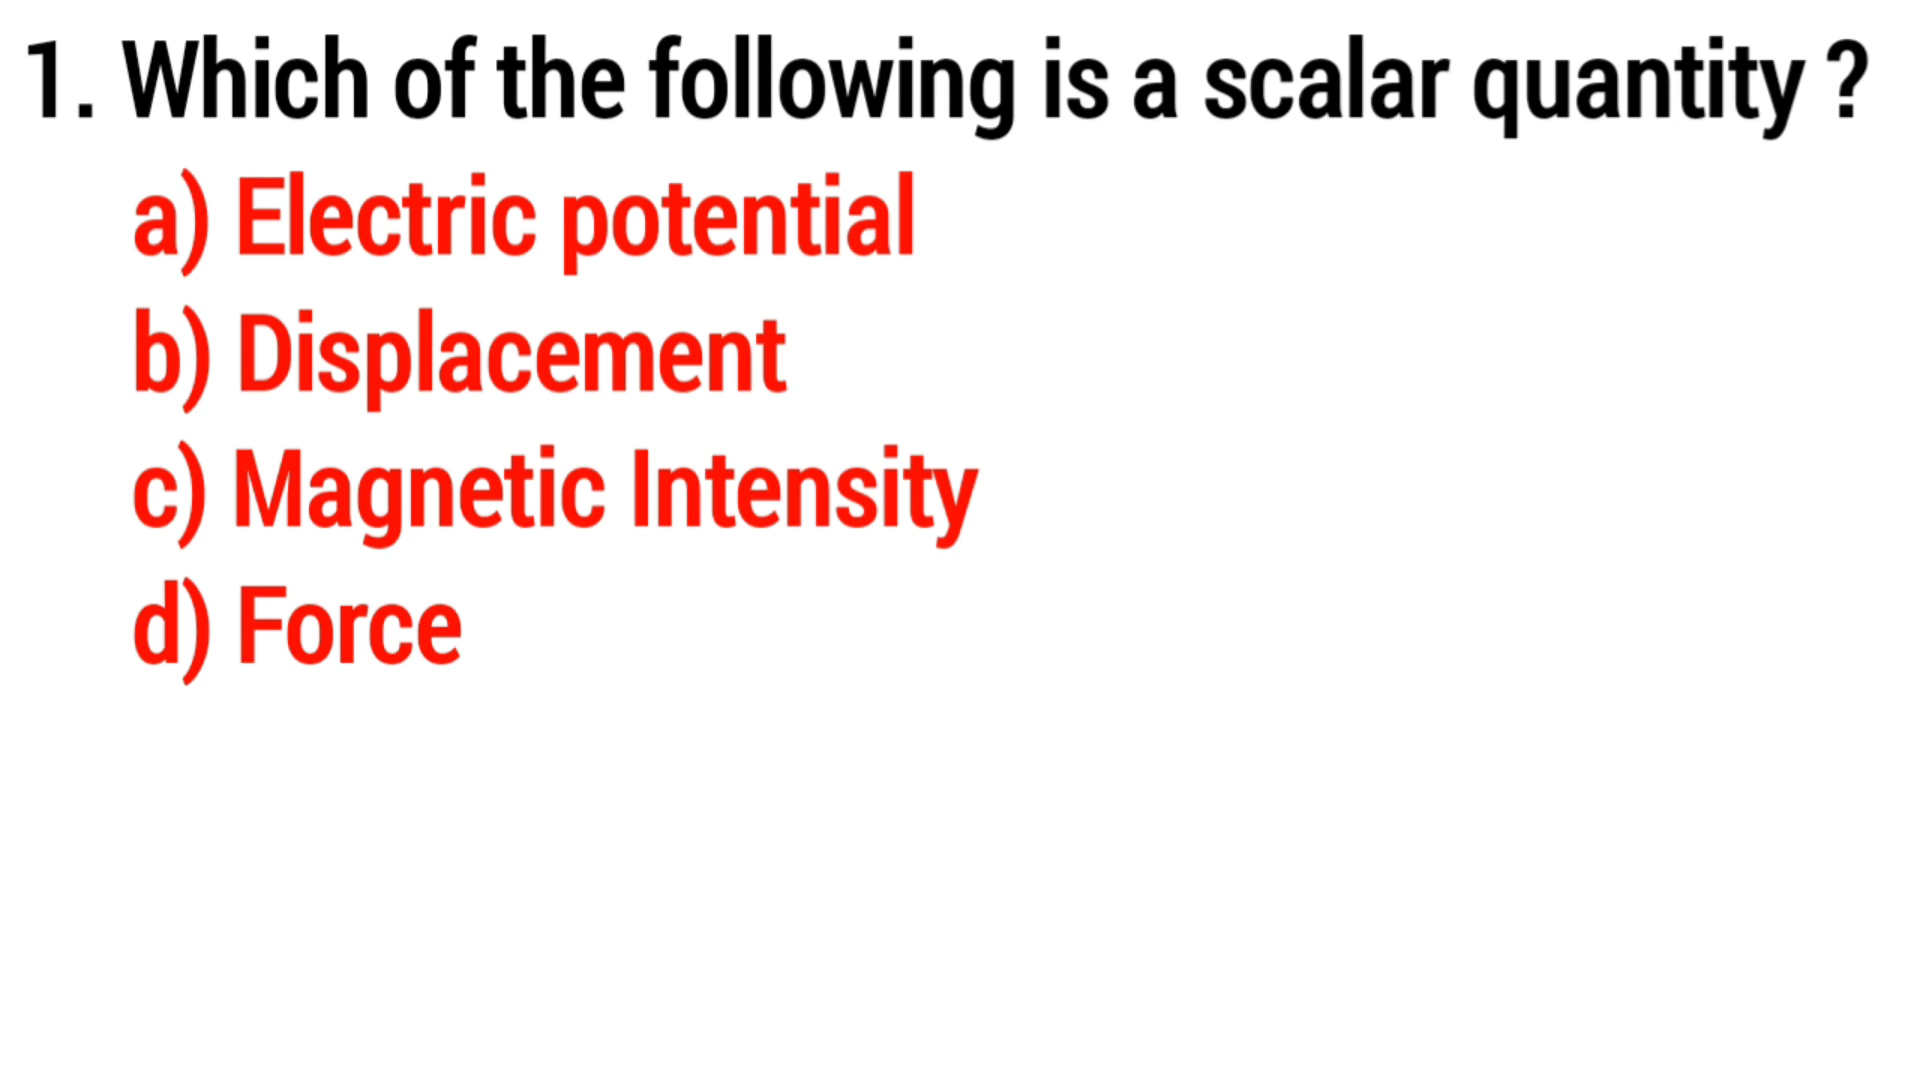 1. Which of the following is a scalar quantity ?
a) Electric potential
b) Displacement
c) Magnetic Intensity
d) Force